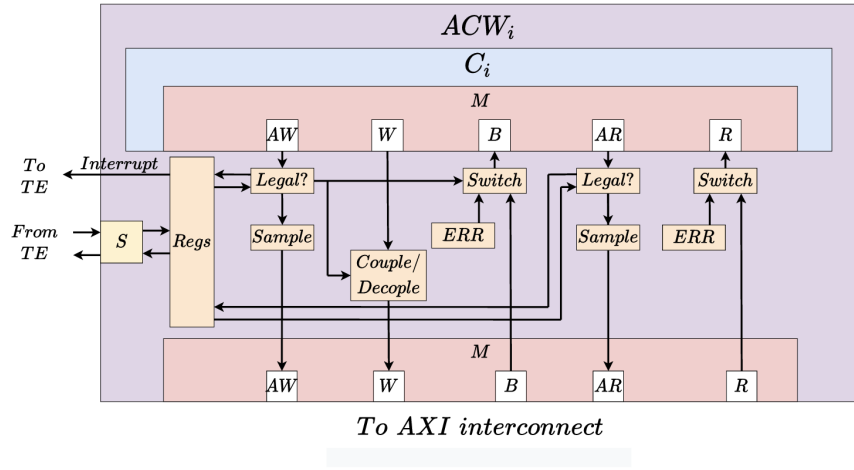 ACWᵢ
Cᵢ
M
AW W B AR R
To
TE
Interrupt
Legal? Switch Legal? Switch
From
TE
S
Regs
Sample ERR Sample ERR
Couple/
Decople
M
AW W B AR R
To AXI interconnect